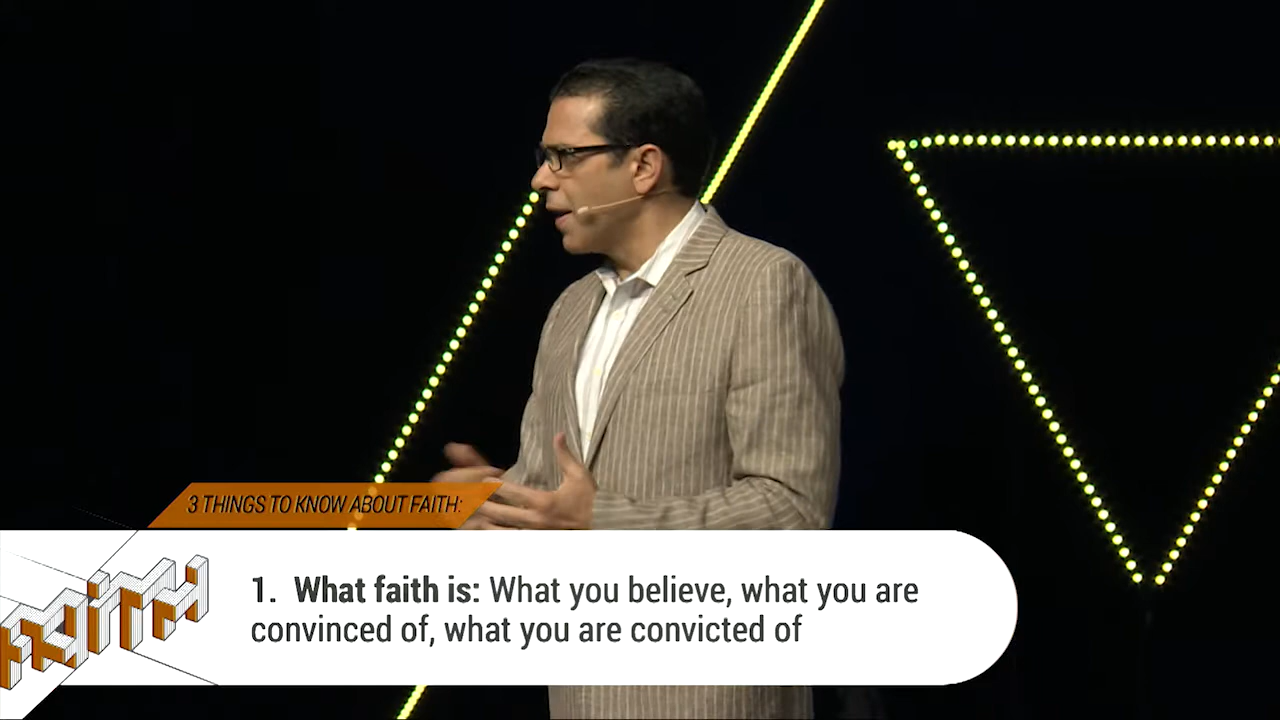 3 THINGS TO KNOW ABOUT FAITH:
FAITH
1. What faith is: What you believe, what you are
convinced of, what you are convicted of